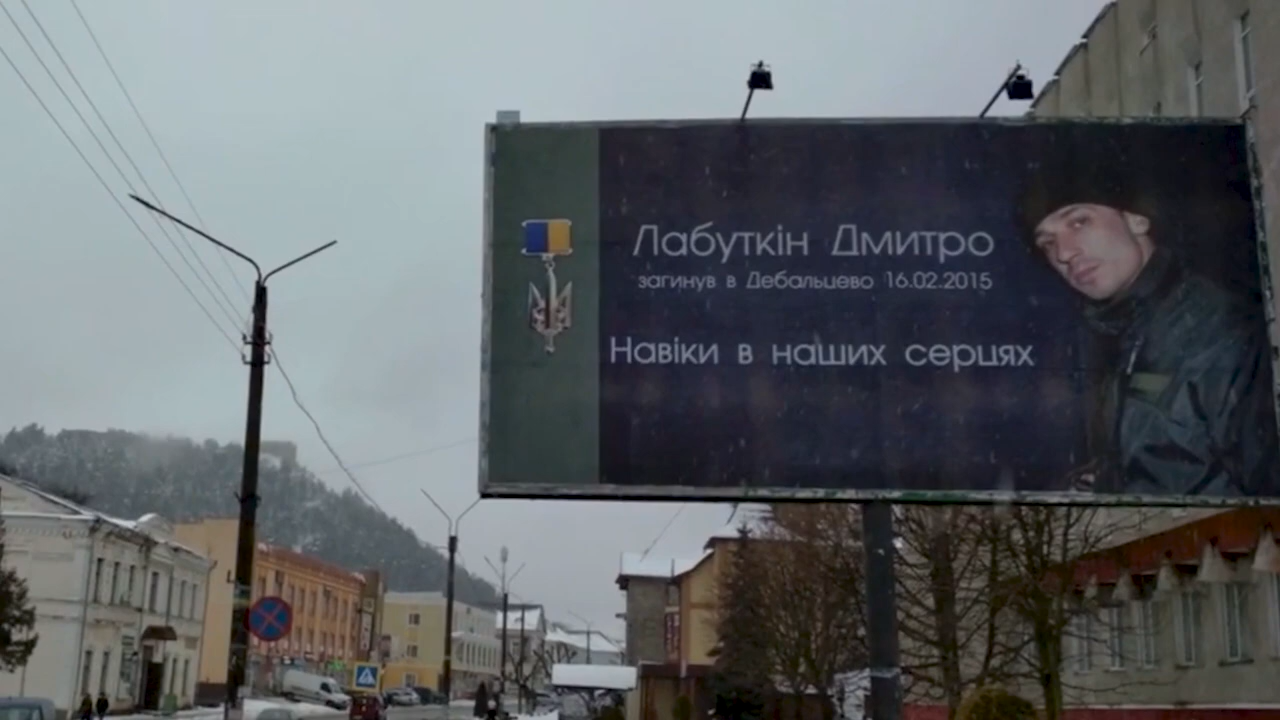 Лабуткін Дмитро
загинув в Дебальцево 16.02.2015
Навіки в наших серцях